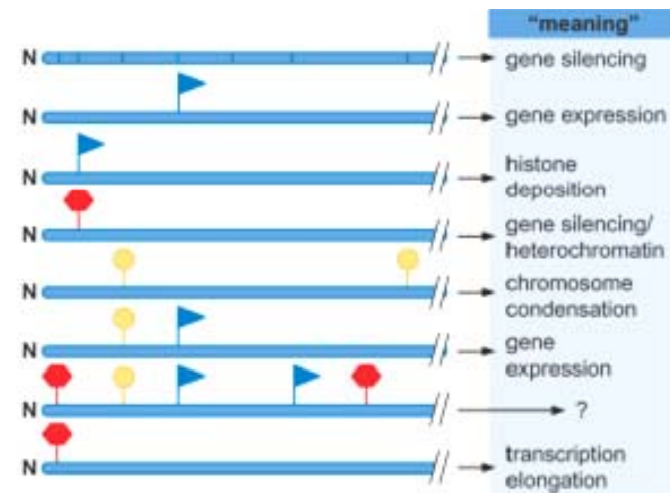 “meaning”
N gene silencing
N gene expression
N histone
deposition
N gene silencing/
heterochromatin
N chromosome
condensation
N gene
expression
N ?
N transcription
elongation